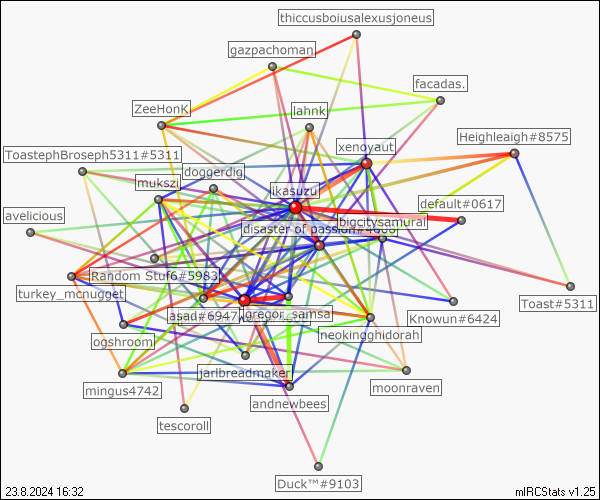 thiccusboiusalexusjoneus
gazpachoman
facadas.
ZeeHonK
lahnk
Heighleaigh#8575
xenoyaut
ToastephBroseph5311#5311
doggerdig
mukszi
ikasuzu
default#0617
avelicious
bigcitysamurai
disaster of passion#4668
Random Stuf6#5983
turkey_mcnugget
Toast#5311
Knowun#6424
asad#6947
gregor_samsa
neokingghidorah
ogshroom
jaribreadmaker
mingus4742
moonraven
andnewbees
tescoroll
Duck™#9103
23.8.2024 16:32
mIRCStats v1.25